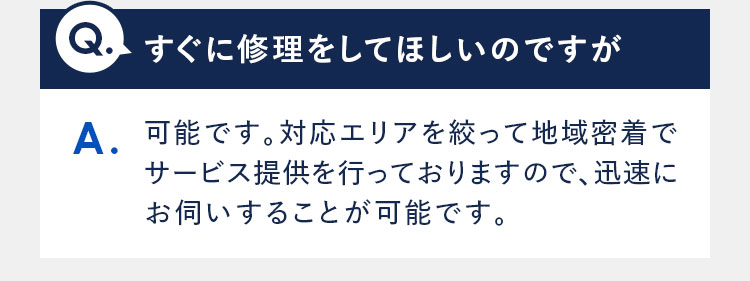 Q. すぐに修理をしてほしいのですが
A. 可能です。対応エリアを絞って地域密着で
サービス提供を行っておりますので、迅速に
お伺いすることが可能です。